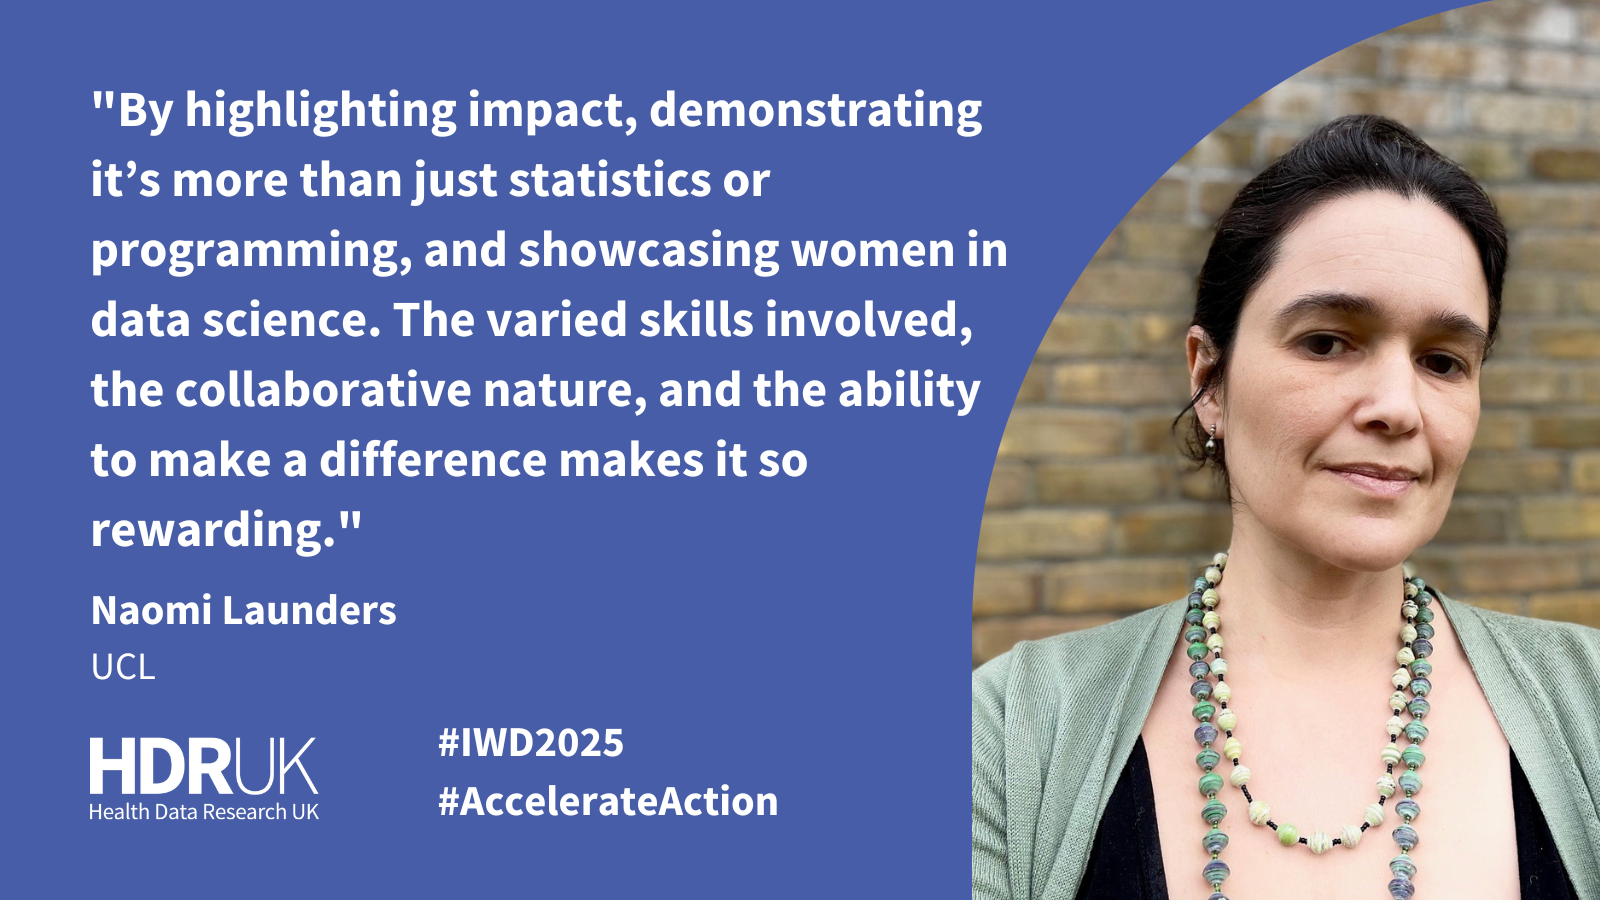 "By highlighting impact, demonstrating
it’s more than just statistics or
programming, and showcasing women in
data science. The varied skills involved,
the collaborative nature, and the ability
to make a difference makes it so
rewarding."
Naomi Launders
UCL
HDRUK
Health Data Research UK
#IWD2025
#AccelerateAction